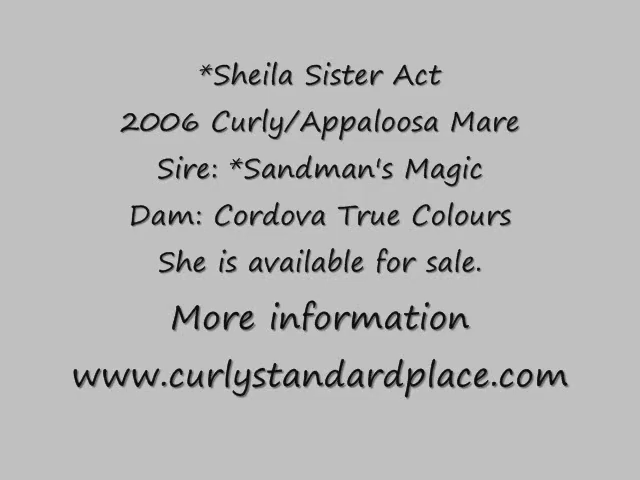 *Sheila Sister Act
2006 Curly/Appaloosa Mare
Sire: *Sandman's Magic
Dam: Cordova True Colours
She is available for sale.
More information
www.curlystandardplace.com